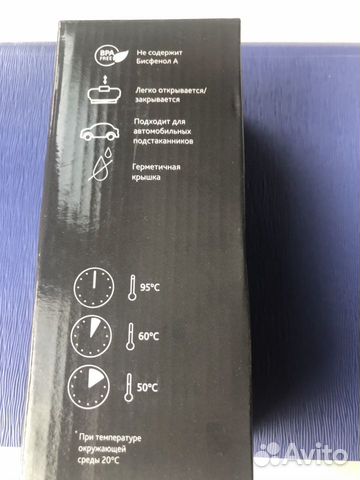 BPA
FREE
Не содержит
Бисфенол А
Легко открывается/
закрывается
Подходит для
автомобильных
подстаканников
Герметичная
крышка
95°C
60°C
50°C
*При температуре
окружающей
среды 20°C
Avito